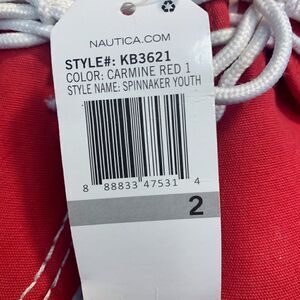 NAUTICA.COM
STYLE#: KB3621
COLOR: CARMINE RED 1
STYLE NAME: SPINNAKER YOUTH
8 88833 47531 4
2